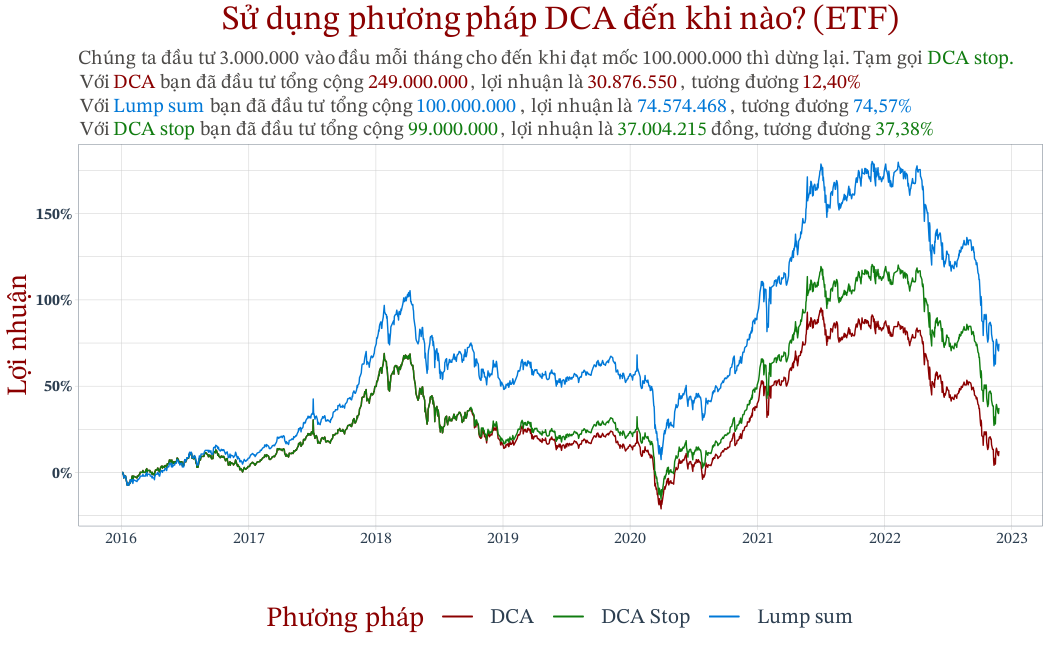 Sử dụng phương pháp DCA đến khi nào? (ETF)
Chúng ta đầu tư 3.000.000 vào đầu mỗi tháng cho đến khi đạt mốc 100.000.000 thì dừng lại. Tạm gọi DCA stop.
Với DCA bạn đã đầu tư tổng cộng 249.000.000 , lợi nhuận là 30.876.550 , tương đương 12,40%
Với Lump sum bạn đã đầu tư tổng cộng 100.000.000 , lợi nhuận là 74.574.468 , tương đương 74,57%
Với DCA stop bạn đã đầu tư tổng cộng 99.000.000 , lợi nhuận là 37.004.215 đồng, tương đương 37,38%
Lợi nhuận
150%
100%
50%
0%
2016 2017 2018 2019 2020 2021 2022 2023
Phương pháp DCA DCA Stop Lump sum